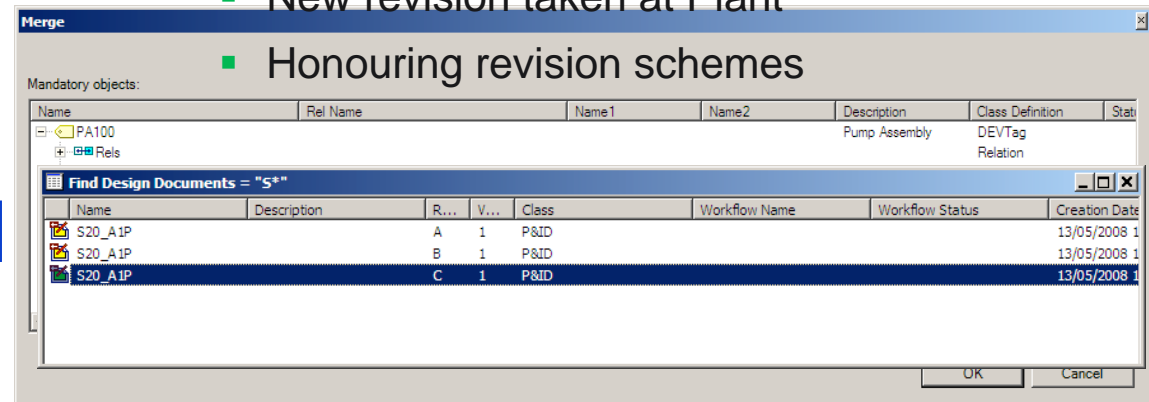 New revision taken at Plant
Merge
Honouring revision schemes
Mandatory objects:
Name Rel Name Name1 Name2 Description Class Definition Stat
PA100 Pump Assembly DEVTag
Rels Relation
Find Design Documents = "S*"
Name Description R... V... Class Workflow Name Workflow Status Creation Date
S20_A1P A 1 P&ID 13/05/2008 1
S20_A1P B 1 P&ID 13/05/2008 1
S20_A1P C 1 P&ID 13/05/2008 1
OK Cancel